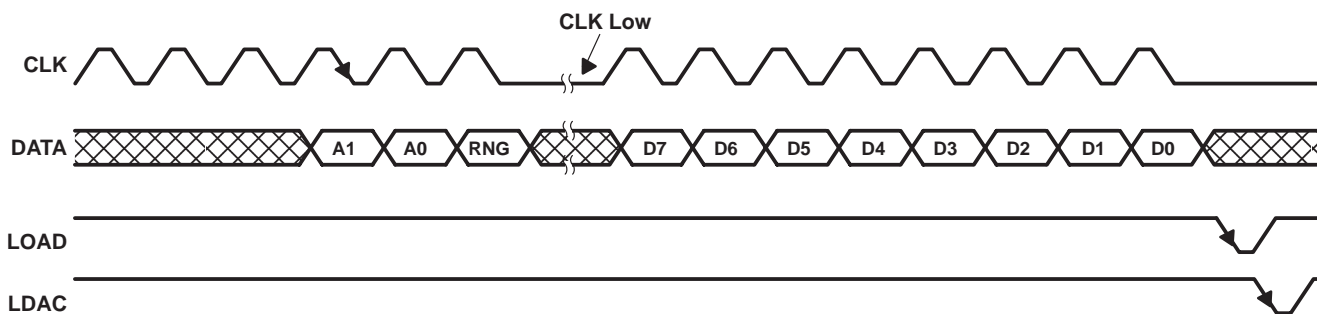 CLK Low
CLK
DATA A1 A0 RNG D7 D6 D5 D4 D3 D2 D1 D0
LOAD
LDAC